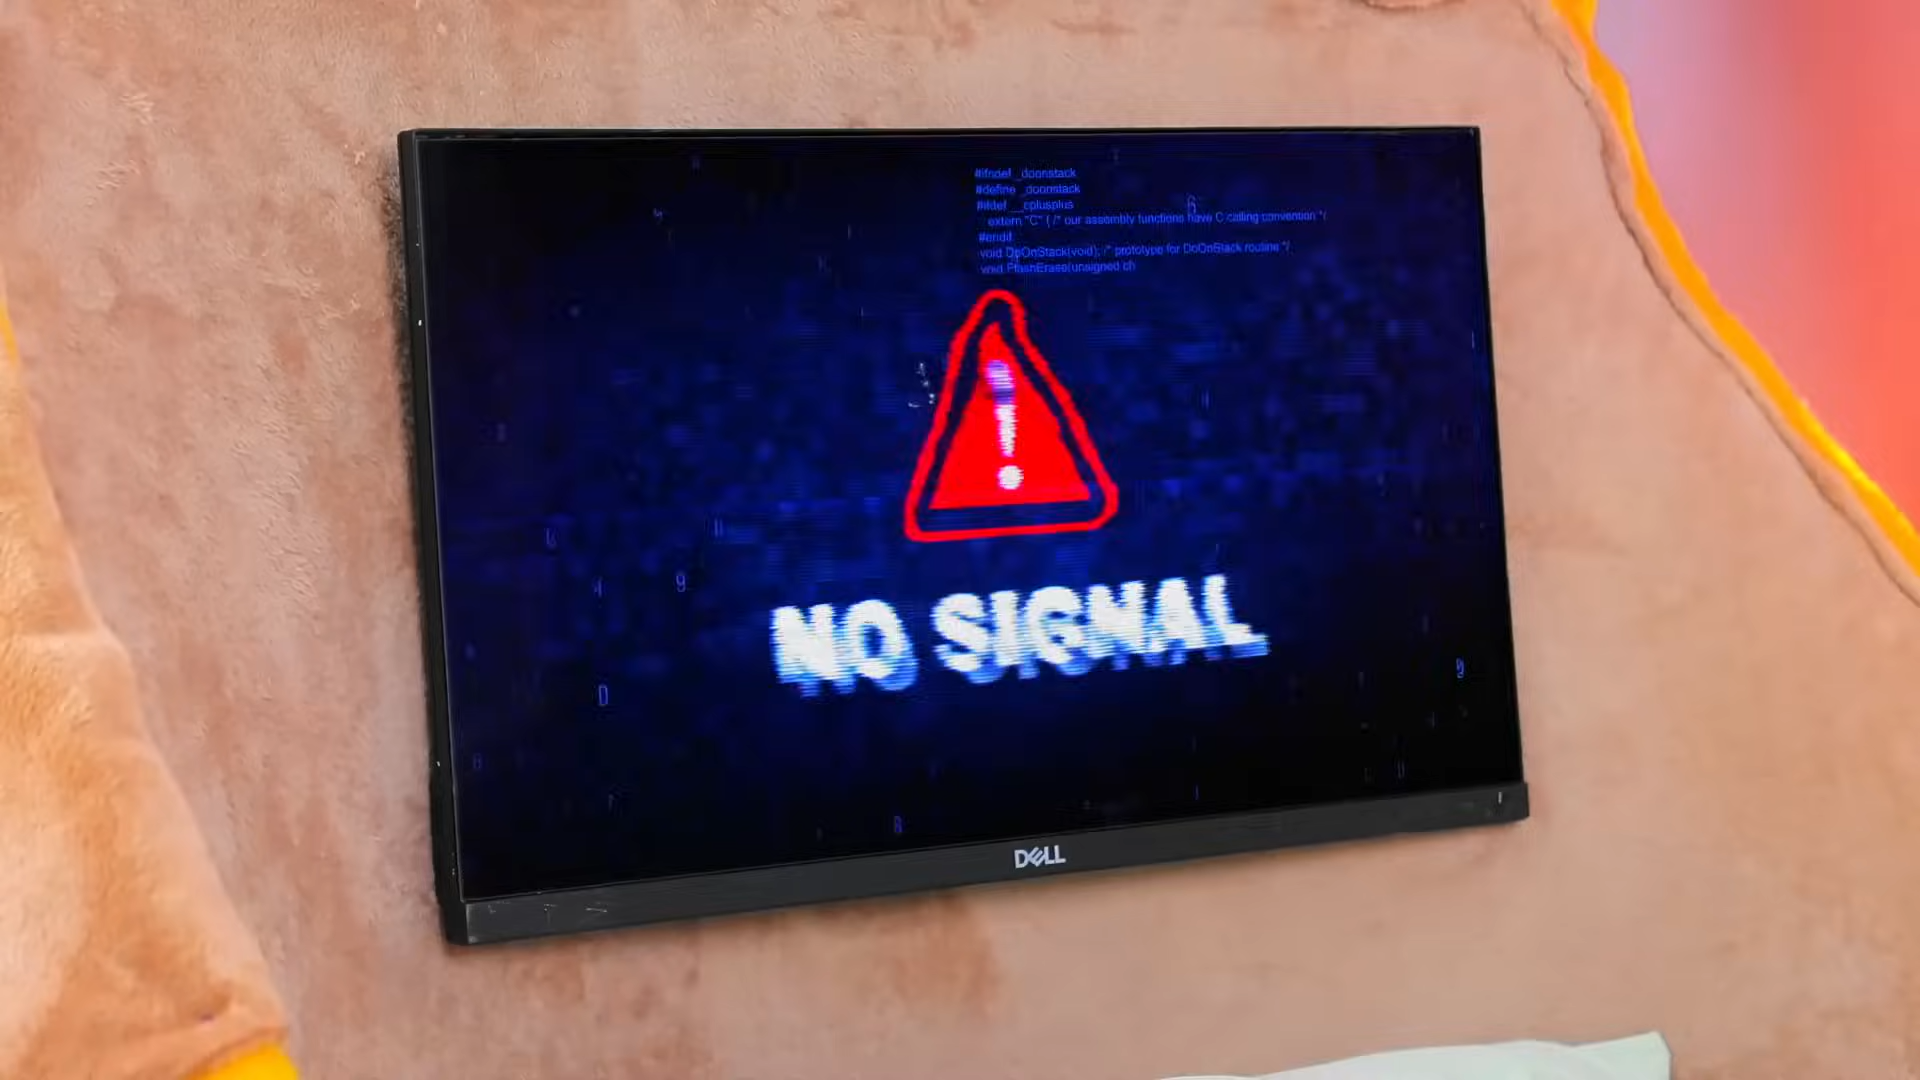 #ifndef _doonstack
#define _doonstack
#ifdef __cplusplus
extern "C" { /* our assembly functions have C calling convention */
#endif
void DoOnStack(void); /* prototype for DoOnStack routine */
void FlashErase(unsigned ch
NO SIGNAL
DELL